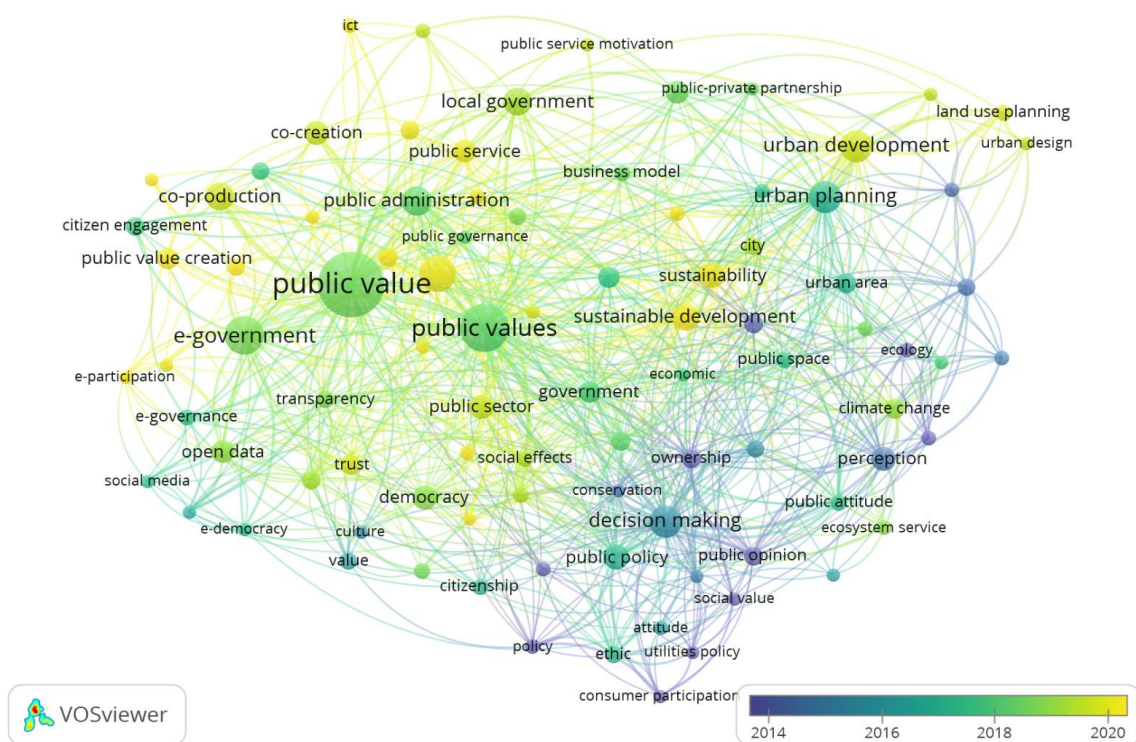 ict
public service motivation
public-private partnership
local government
land use planning
co-creation
urban development
urban design
public service
business model
co-production
public administration
urban planning
citizen engagement
public governance
city
public value creation
sustainability
urban area
public value
sustainable development
public values
e-government
ecology
public space
economic
e-participation
government
transparency
public sector
climate change
e-governance
open data
social effects
ownership
perception
trust
social media
conservation
democracy
public attitude
decision making
e-democracy
culture
ecosystem service
value
public policy
public opinion
citizenship
social value
attitude
policy
ethic
utilities policy
consumer participation
VOSviewer
2014
2016
2018
2020